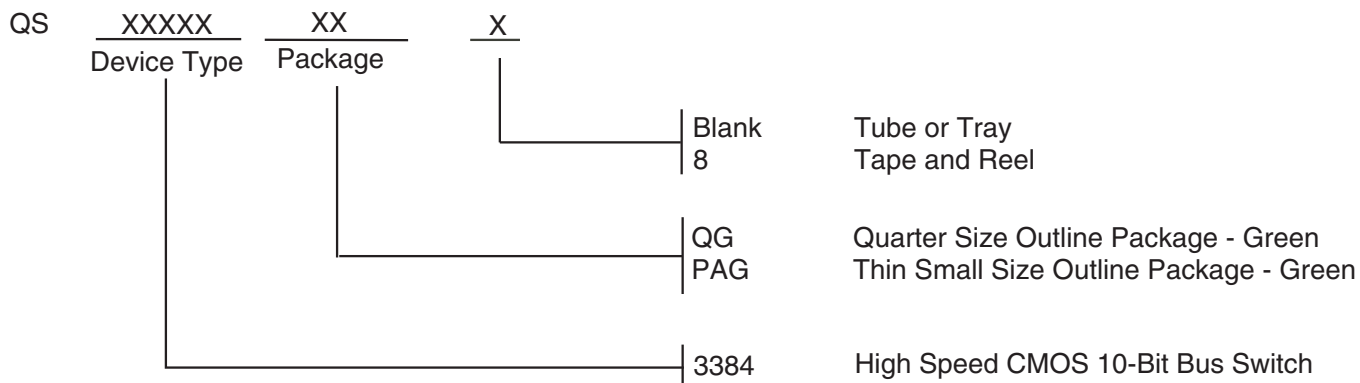 QS XXXXX XX X
Device Type Package
Blank Tube or Tray
8 Tape and Reel
QG Quarter Size Outline Package - Green
PAG Thin Small Size Outline Package - Green
3384 High Speed CMOS 10-Bit Bus Switch